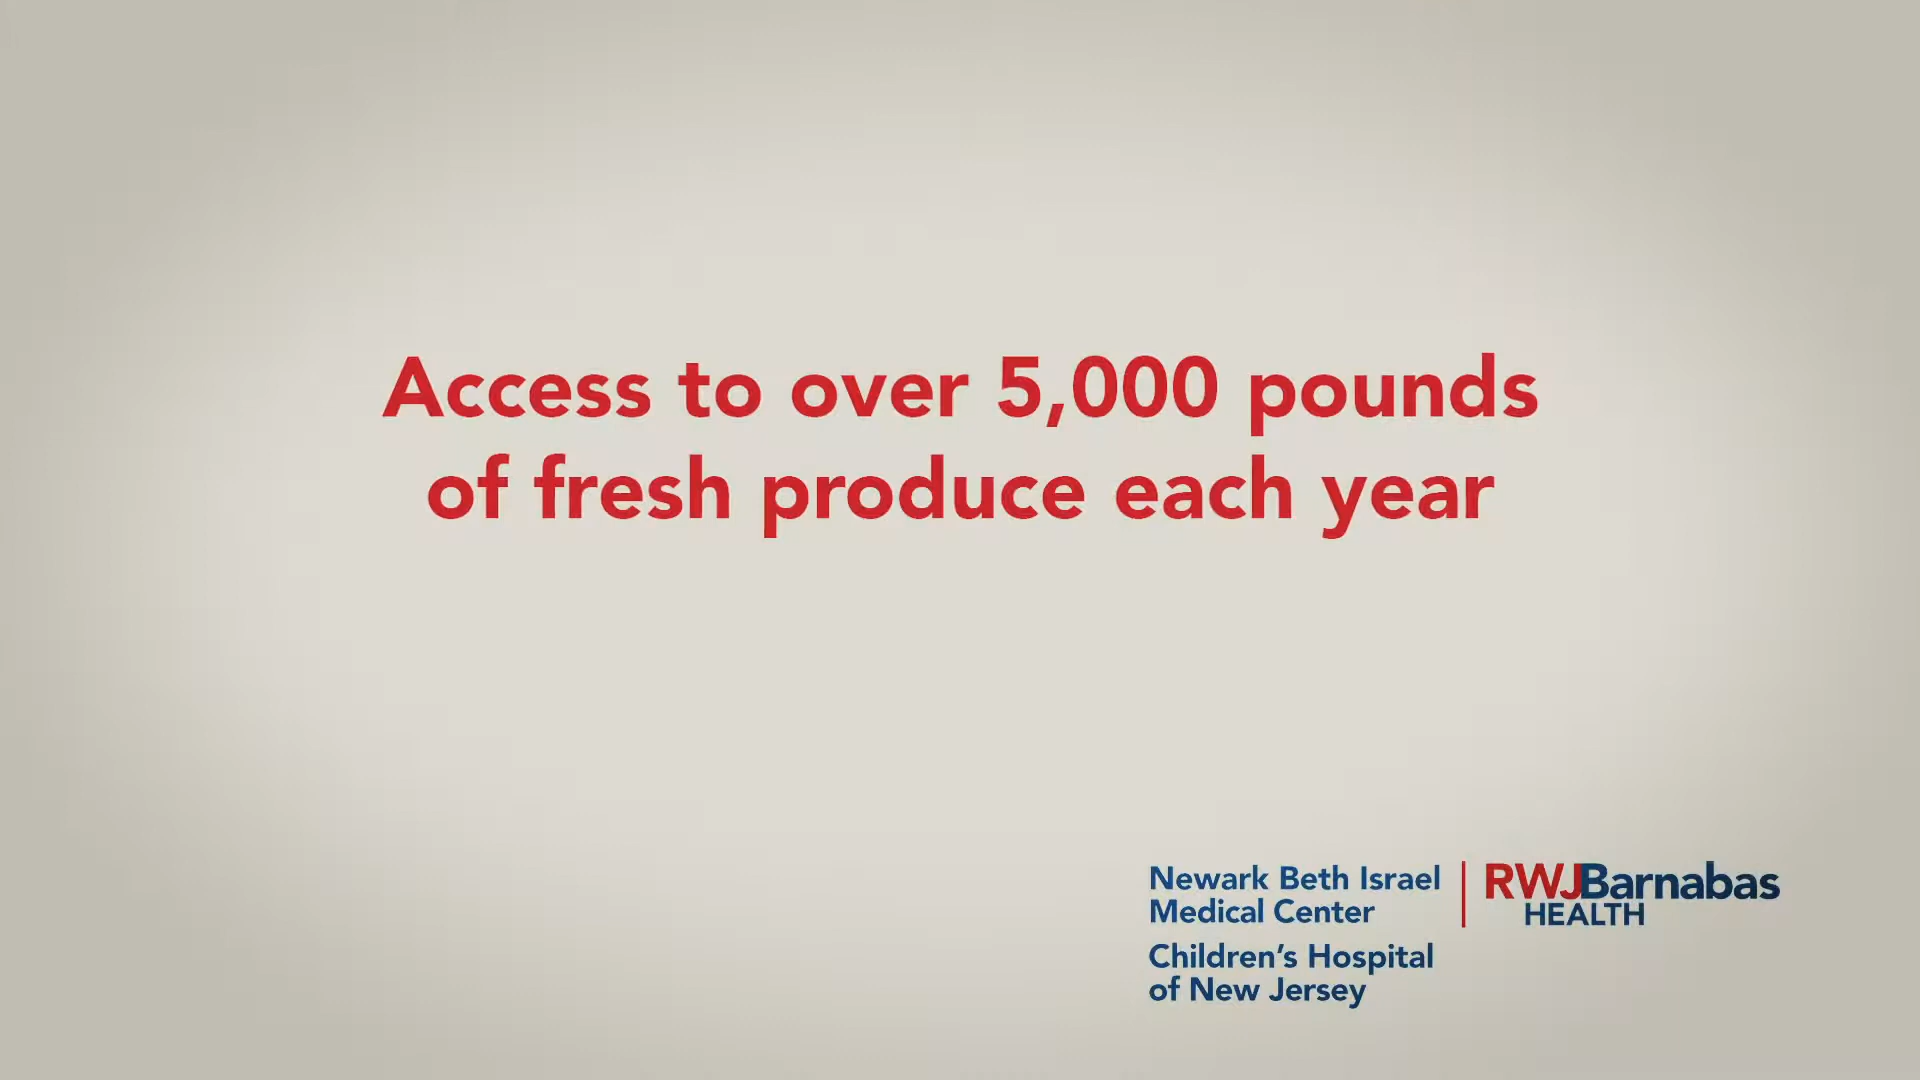 Access to over 5,000 pounds
of fresh produce each year
Newark Beth Israel
Medical Center
Children’s Hospital
of New Jersey
RWJBarnabas
HEALTH